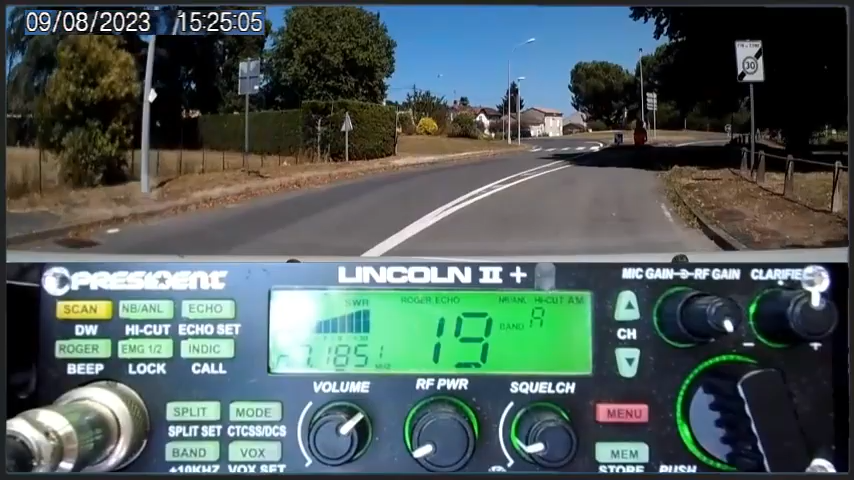 09/08/2023 15:25:05
30
PRESIDENT LINCOLN II + MIC GAIN RF GAIN CLARIFIER
SCAN NB/ANL ECHO
DW HI-CUT ECHO SET
ROGER EMG 1/2 INDIC
BEEP LOCK CALL
SWR ROGER ECHO NB/ANL HI-CUT AM
19 BAND A
CH
VOLUME RF PWR SQUELCH
SPLIT MODE MENU
SPLIT SET CTCSS/DCS
BAND VOX MEM
+10KHZ VOX SET STORE PUSH